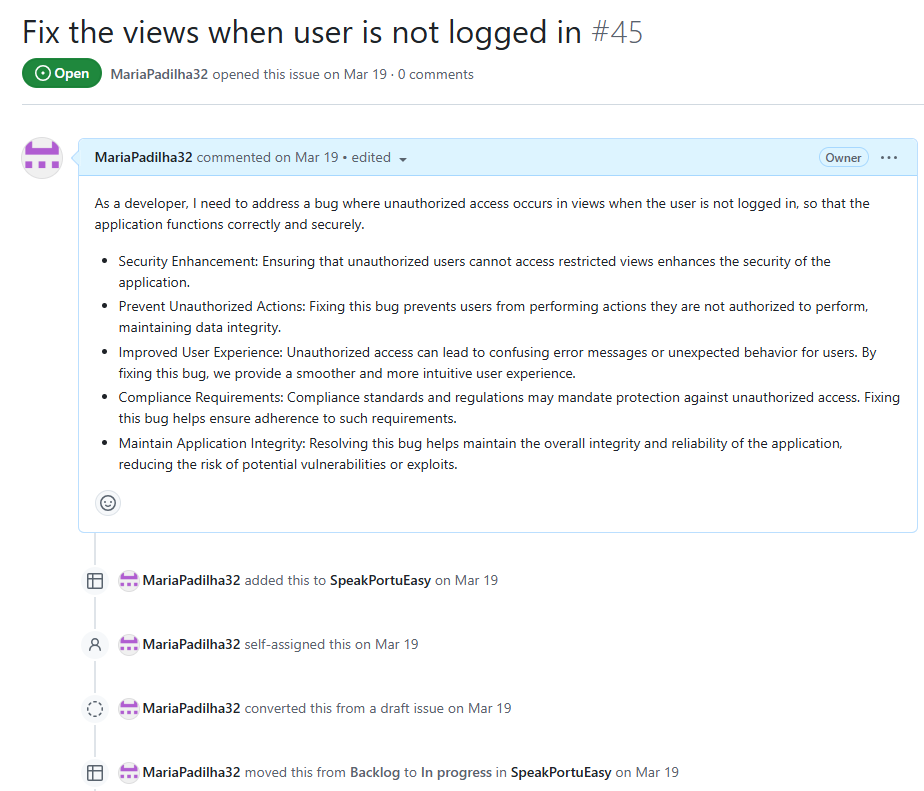 Fix the views when user is not logged in #45
Open MariaPadilha32 opened this issue on Mar 19 · 0 comments
MariaPadilha32 commented on Mar 19 • edited Owner
As a developer, I need to address a bug where unauthorized access occurs in views when the user is not logged in, so that the
application functions correctly and securely.
• Security Enhancement: Ensuring that unauthorized users cannot access restricted views enhances the security of the
application.
• Prevent Unauthorized Actions: Fixing this bug prevents users from performing actions they are not authorized to perform,
maintaining data integrity.
• Improved User Experience: Unauthorized access can lead to confusing error messages or unexpected behavior for users. By
fixing this bug, we provide a smoother and more intuitive user experience.
• Compliance Requirements: Compliance standards and regulations may mandate protection against unauthorized access. Fixing
this bug helps ensure adherence to such requirements.
• Maintain Application Integrity: Resolving this bug helps maintain the overall integrity and reliability of the application,
reducing the risk of potential vulnerabilities or exploits.
MariaPadilha32 added this to SpeakPortuEasy on Mar 19
MariaPadilha32 self-assigned this on Mar 19
MariaPadilha32 converted this from a draft issue on Mar 19
MariaPadilha32 moved this from Backlog to In progress in SpeakPortuEasy on Mar 19